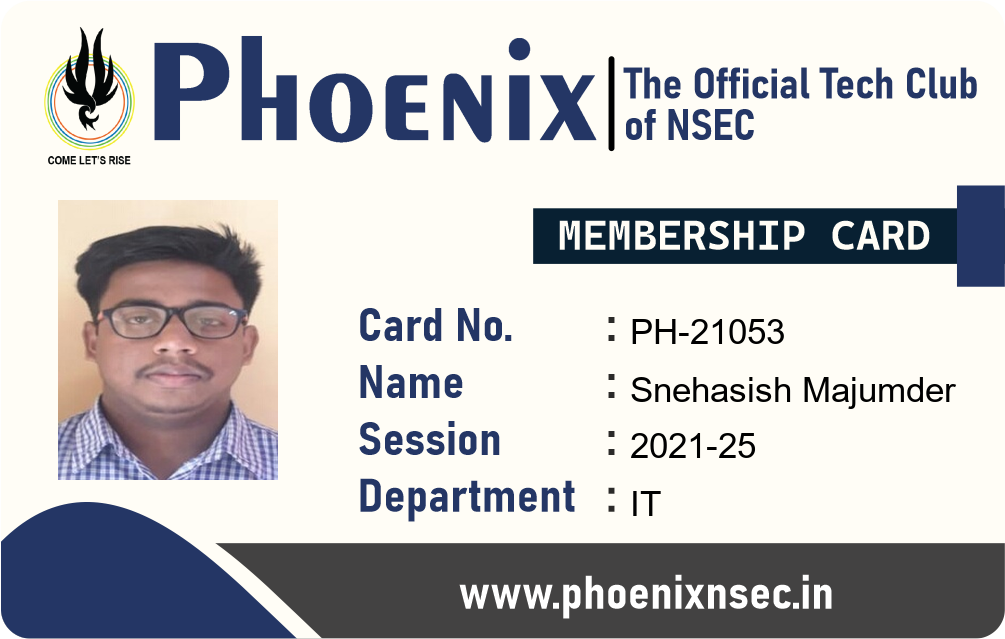 COME LET'S RISE
PHOENiX
The Official Tech Club
of NSEC
MEMBERSHIP CARD
Card No. : PH-21053
Name : Snehasish Majumder
Session : 2021-25
Department : IT
www.phoenixnsec.in